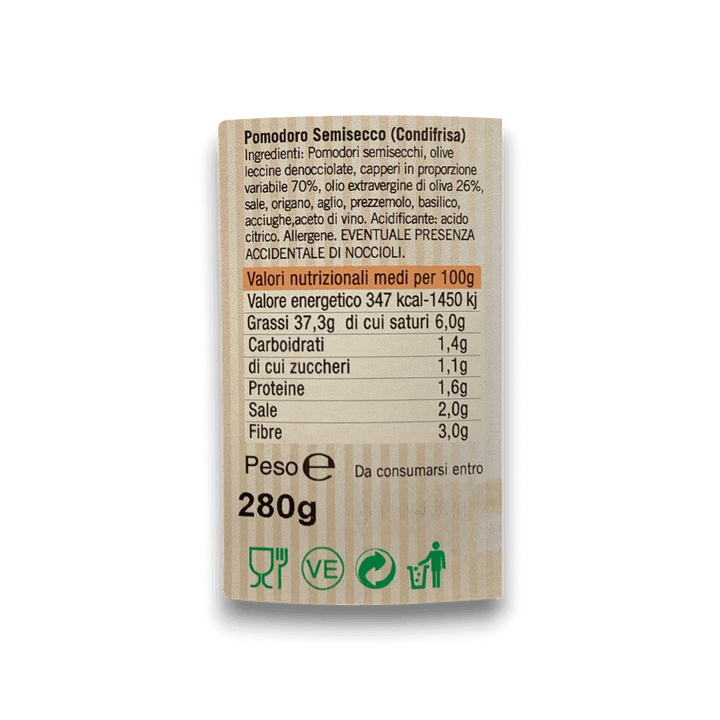 Pomodoro Semisecco (Condifrisa)
Ingredienti: Pomodori semisecchi, olive
leccine denocciolate, capperi in proporzione
variabile 70%, olio extravergine di oliva 26%,
sale, origano, aglio, prezzemolo, basilico,
acciughe,aceto di vino. Acidificante: acido
citrico. Allergene. EVENTUALE PRESENZA
ACCIDENTALE DI NOCCIOLI.
Valori nutrizionali medi per 100g
Valore energetico 347 kcal-1450 kj
Grassi 37,3g di cui saturi 6,0g
Carboidrati 1,4g
di cui zuccheri 1,1g
Proteine 1,6g
Sale 2,0g
Fibre 3,0g
Peso e Da consumarsi entro
280g
VE